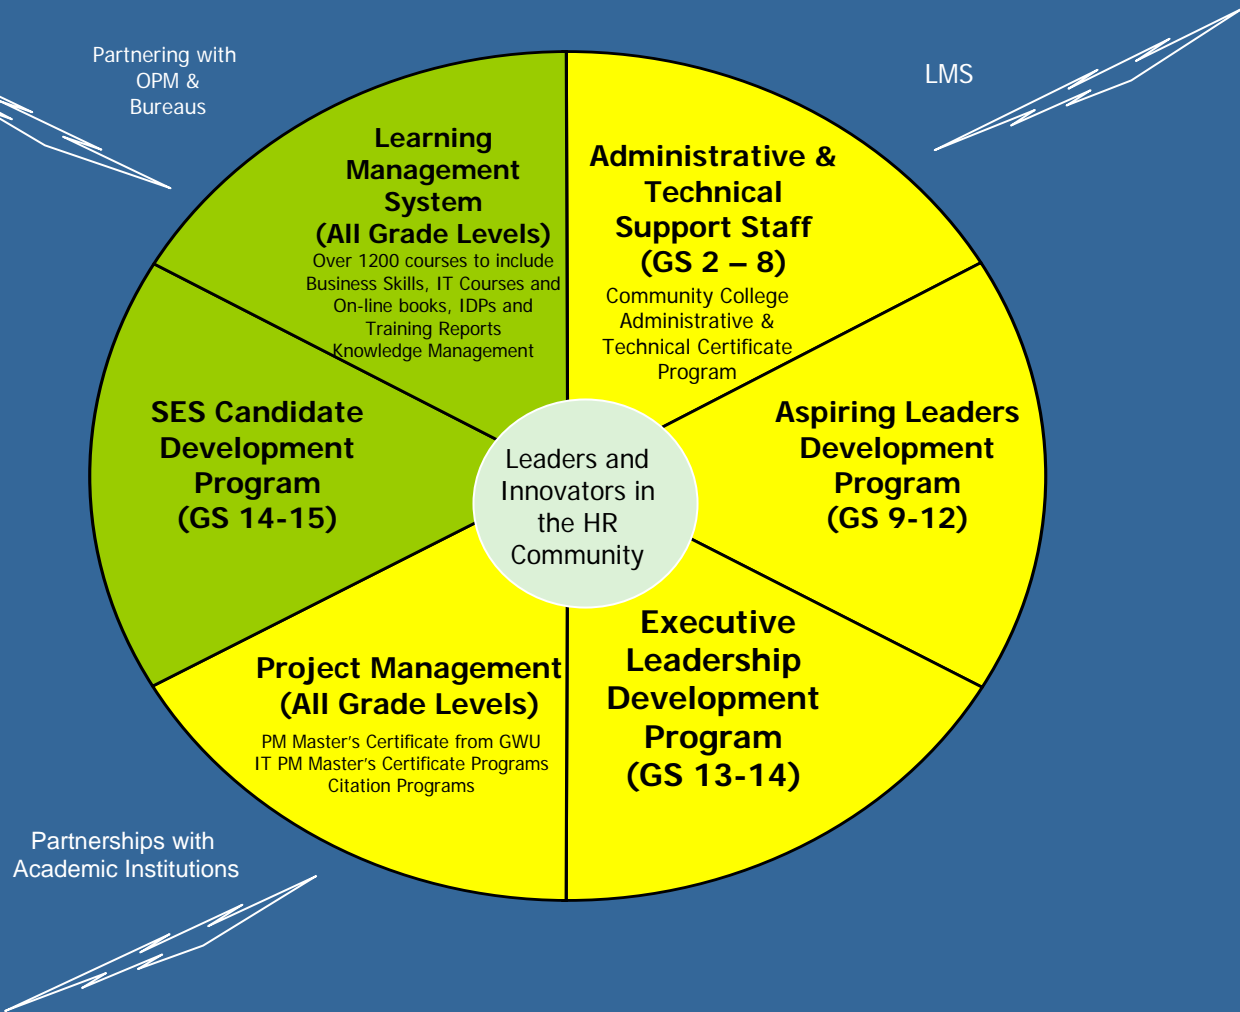 Partnering with
OPM &
Bureaus
LMS
Learning
Management
System
(All Grade Levels)
Over 1200 courses to include
Business Skills, IT Courses and
On-line books, IDPs and
Training Reports
Knowledge Management
Administrative &
Technical
Support Staff
(GS 2 – 8)
Community College
Administrative &
Technical Certificate
Program
SES Candidate
Development
Program
(GS 14-15)
Leaders and
Innovators in
the HR
Community
Aspiring Leaders
Development
Program
(GS 9-12)
Project Management
(All Grade Levels)
PM Master's Certificate from GWU
IT PM Master's Certificate Programs
Citation Programs
Executive
Leadership
Development
Program
(GS 13-14)
Partnerships with
Academic Institutions